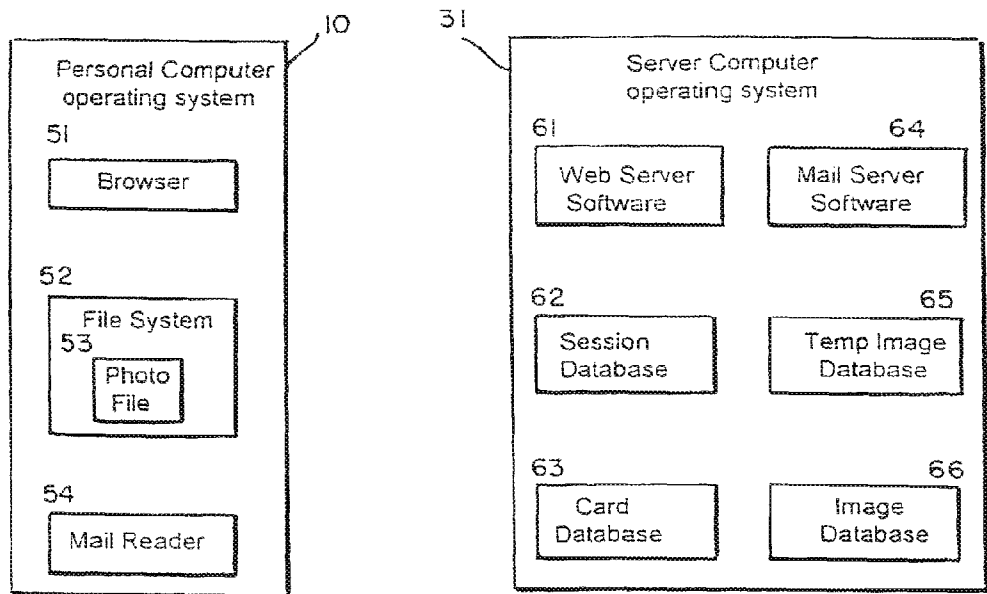 10
Personal Computer
operating system
51
Browser
52
File System
53
Photo
File
54
Mail Reader
31
Server Computer
operating system
61
Web Server
Software
64
Mail Server
Software
62
Session
Database
65
Temp Image
Database
63
Card
Database
66
Image
Database